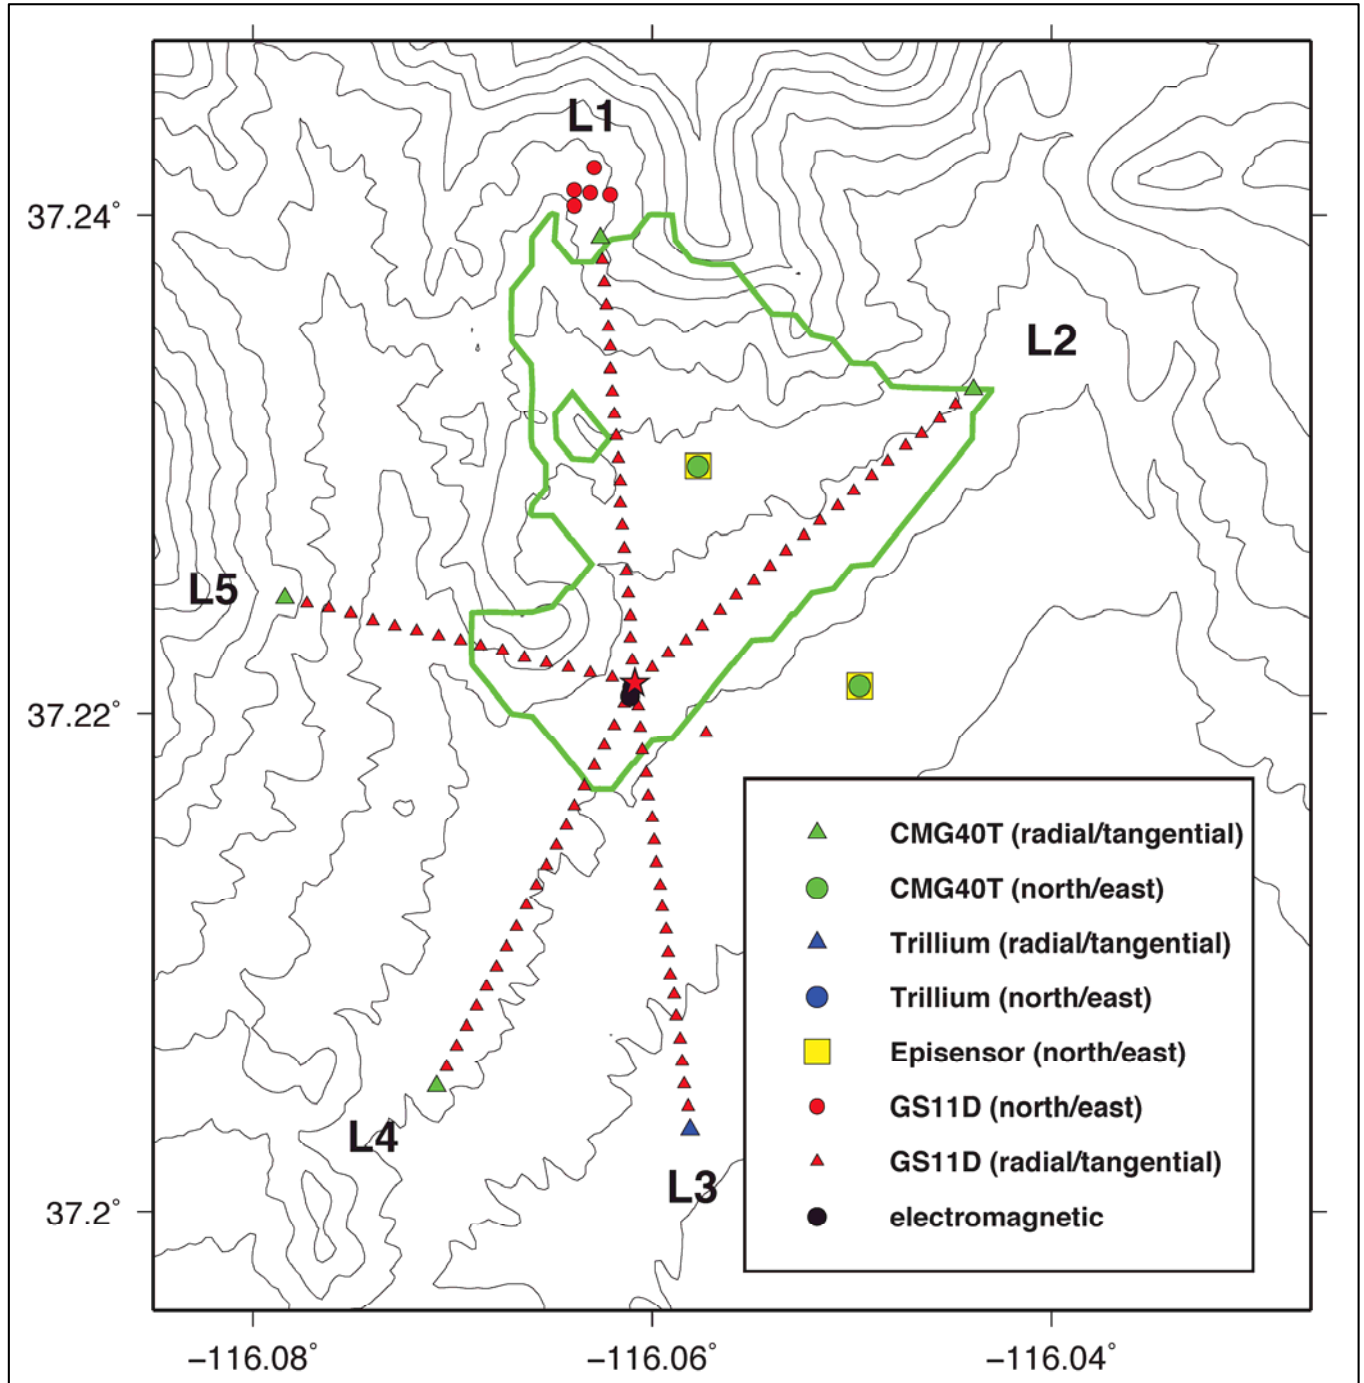 L1
37.24°
L2
L5
37.22°
CMG40T (radial/tangential)
CMG40T (north/east)
Trillium (radial/tangential)
Trillium (north/east)
Episensor (north/east)
GS11D (north/east)
GS11D (radial/tangential)
electromagnetic
L4
L3
37.2°
−116.08°
−116.06°
−116.04°